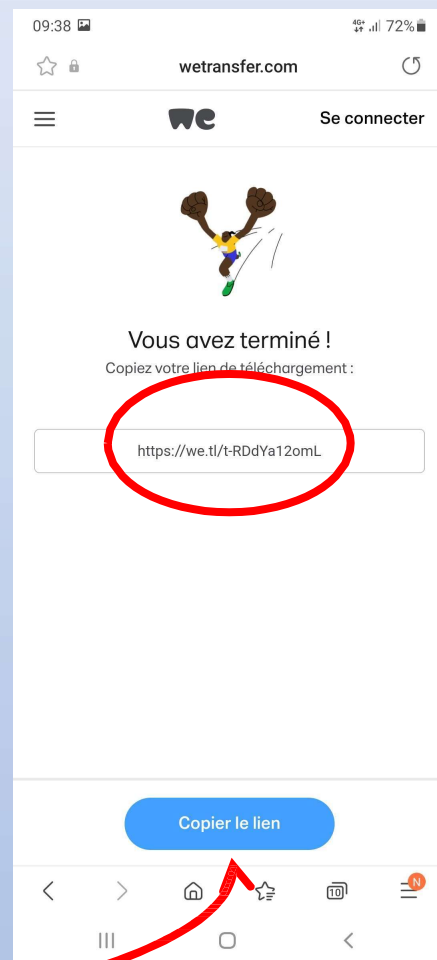 09:38 4G+ 72%
wetransfer.com
we Se connecter
Vous avez terminé !
Copiez votre lien de téléchargement :
https://we.tl/t-RDdYa12omL
Copier le lien
10 N